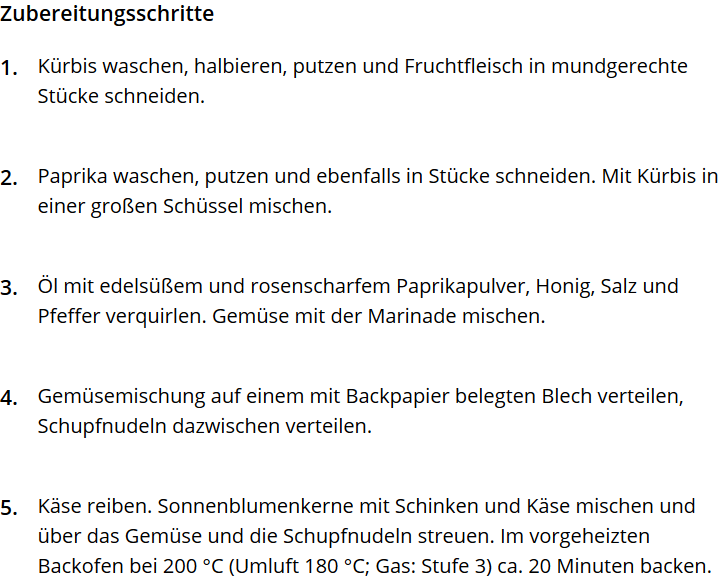 Zubereitungsschritte
1. Kürbis waschen, halbieren, putzen und Fruchtfleisch in mundgerechte
Stücke schneiden.
2. Paprika waschen, putzen und ebenfalls in Stücke schneiden. Mit Kürbis in
einer großen Schüssel mischen.
3. Öl mit edelsüßem und rosenscharfem Paprikapulver, Honig, Salz und
Pfeffer verquirlen. Gemüse mit der Marinade mischen.
4. Gemüsemischung auf einem mit Backpapier belegten Blech verteilen,
Schupfnudeln dazwischen verteilen.
5. Käse reiben. Sonnenblumenkerne mit Schinken und Käse mischen und
über das Gemüse und die Schupfnudeln streuen. Im vorgeheizten
Backofen bei 200 °C (Umluft 180 °C; Gas: Stufe 3) ca. 20 Minuten backen.